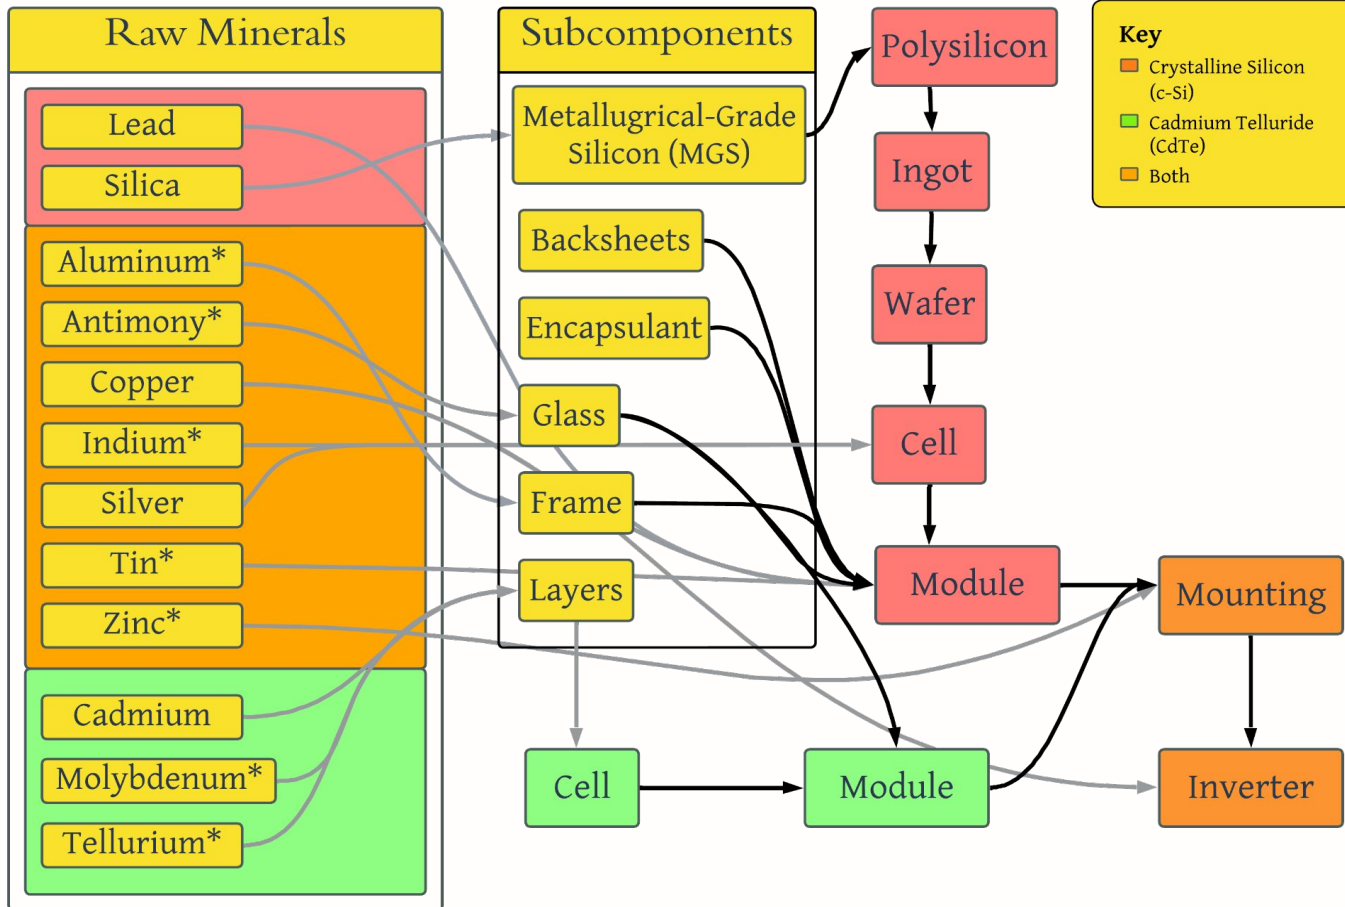 Raw Minerals
Lead
Silica
Aluminum*
Antimony*
Copper
Indium*
Silver
Tin*
Zinc*
Cadmium
Molybdenum*
Tellurium*
Subcomponents
Metallugrical-Grade
Silicon (MGS)
Backsheets
Encapsulant
Glass
Frame
Layers
Polysilicon
Ingot
Wafer
Cell
Module
Cell
Module
Mounting
Inverter
Key
Crystalline Silicon
(c-Si)
Cadmium Telluride
(CdTe)
Both